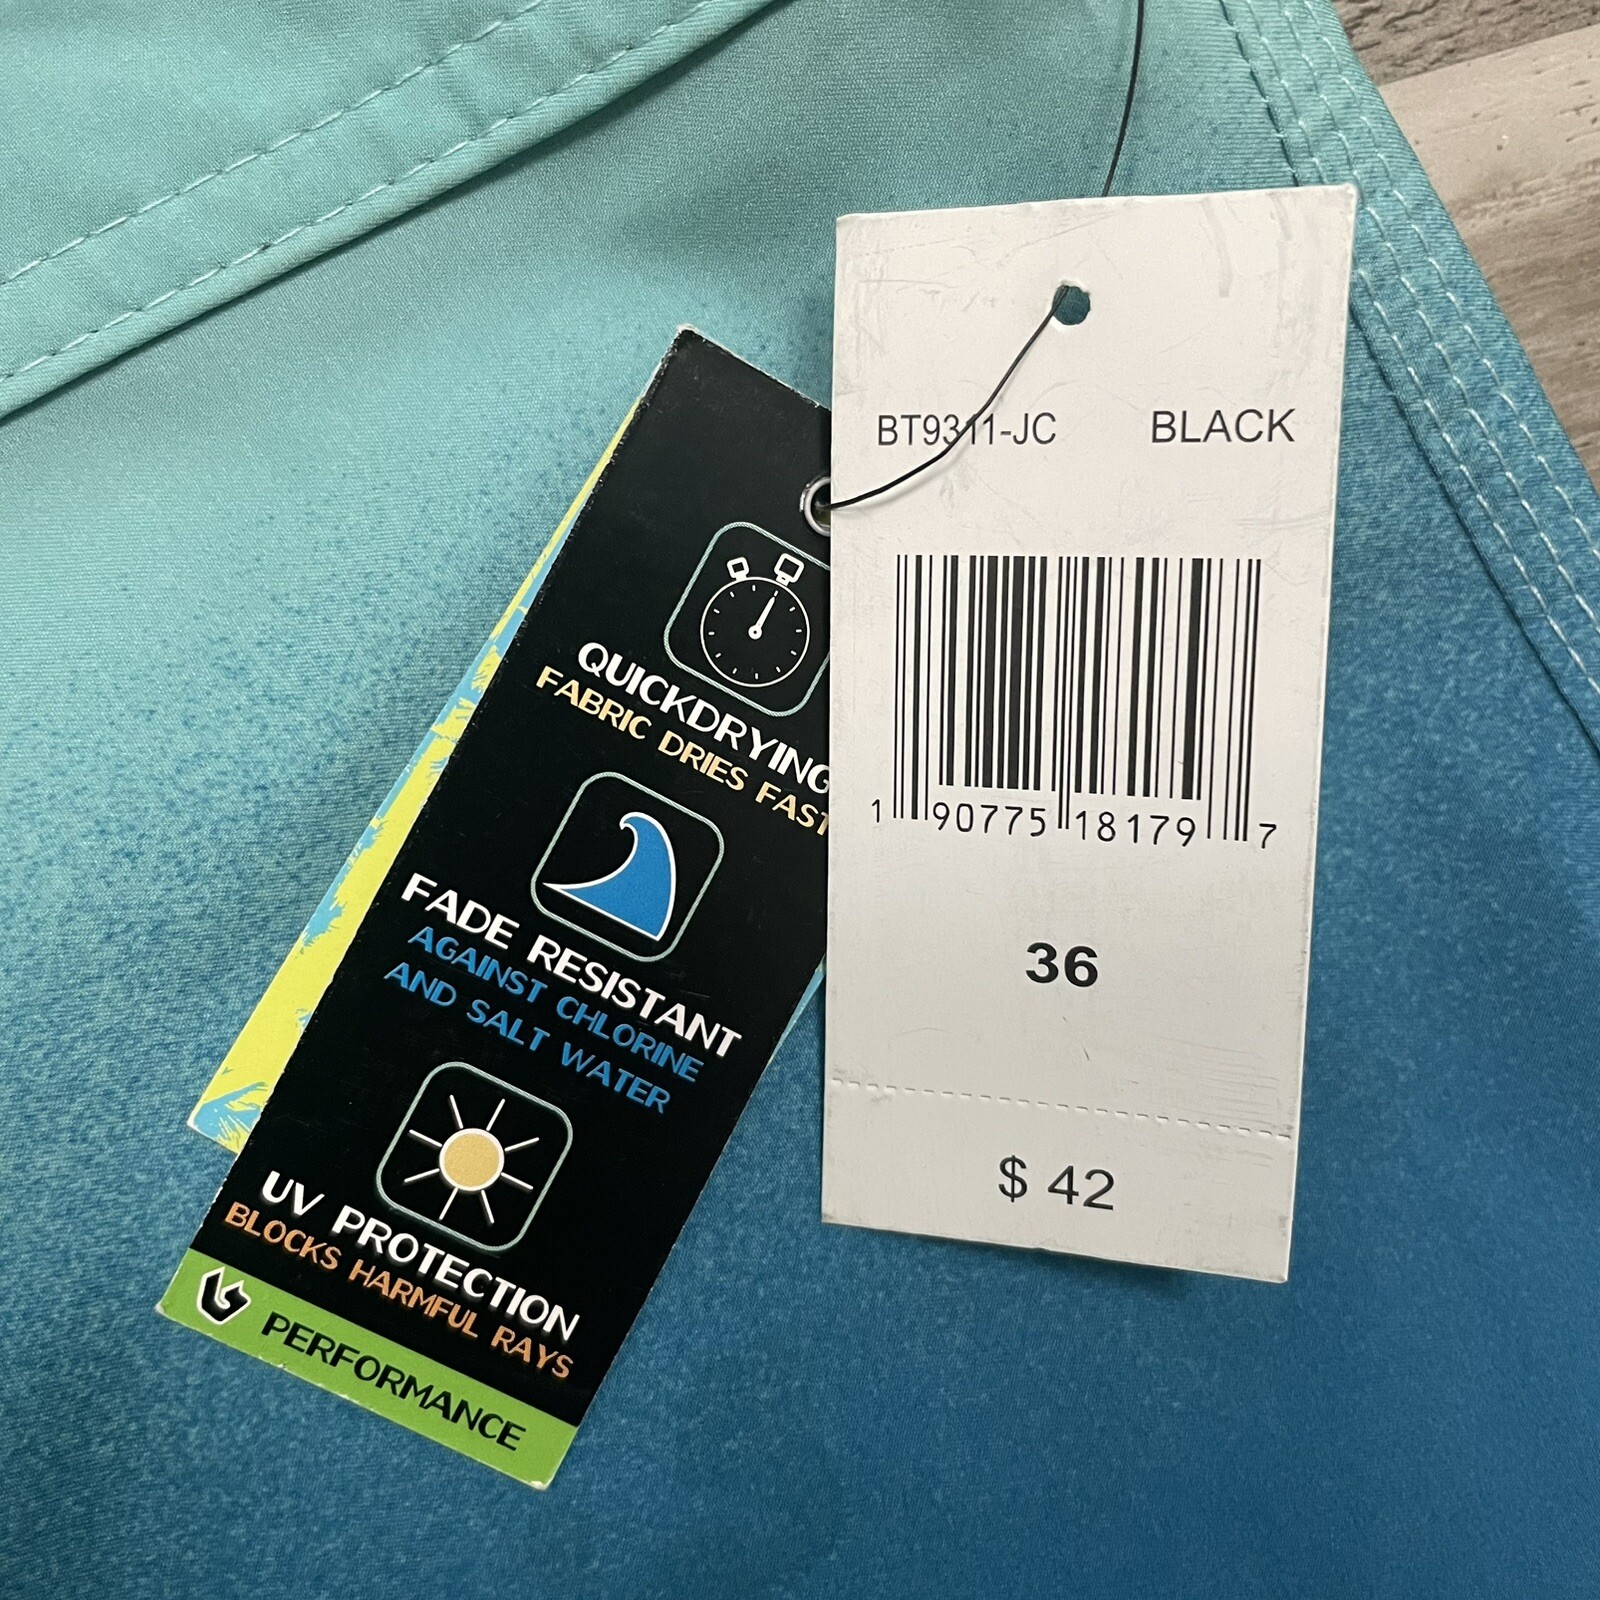 BT9311-JC BLACK
1 90775 18179 7
36
$ 42
QUICKDRYING
FABRIC DRIES FAST
FADE RESISTANT
AGAINST CHLORINE
AND SALT WATER
UV PROTECTION
BLOCKS HARMFUL RAYS
PERFORMANCE